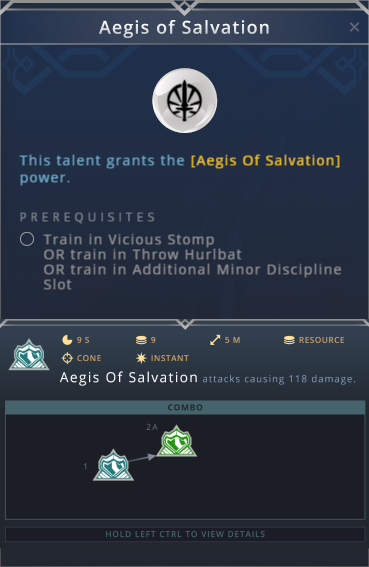 Aegis of Salvation
This talent grants the [Aegis Of Salvation]
power.
PREREQUISITES
Train in Vicious Stomp
OR train in Throw Hurlbat
OR train in Additional Minor Discipline
Slot
9 S
9
5 M
RESOURCE
CONE
INSTANT
Aegis Of Salvation attacks causing 118 damage.
COMBO
2A
1
HOLD LEFT CTRL TO VIEW DETAILS